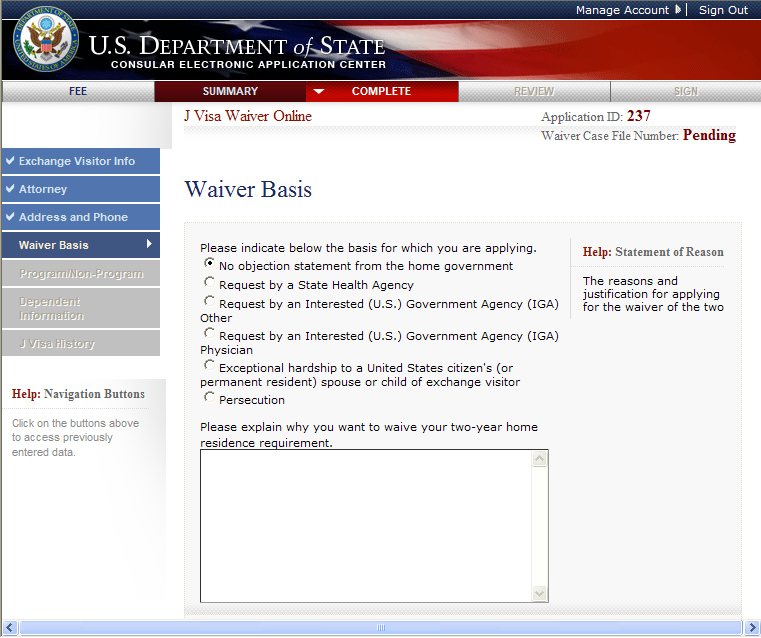 Manage Account
Sign Out
U.S. DEPARTMENT of STATE
CONSULAR ELECTRONIC APPLICATION CENTER
FEE
SUMMARY
COMPLETE
REVIEW
SIGN
J Visa Waiver Online
Application ID: 237
Waiver Case File Number: Pending
Exchange Visitor Info
Attorney
Address and Phone
Waiver Basis
Program/Non-Program
Dependent
Information
J Visa History
Help: Navigation Buttons
Click on the buttons above
to access previously
entered data.
Waiver Basis
Please indicate below the basis for which you are applying.
No objection statement from the home government
Request by a State Health Agency
Request by an Interested (U.S.) Government Agency (IGA)
Other
Request by an Interested (U.S.) Government Agency (IGA)
Physician
Exceptional hardship to a United States citizen's (or
permanent resident) spouse or child of exchange visitor
Persecution
Please explain why you want to waive your two-year home
residence requirement.
Help: Statement of Reason
The reasons and
justification for applying
for the waiver of the two